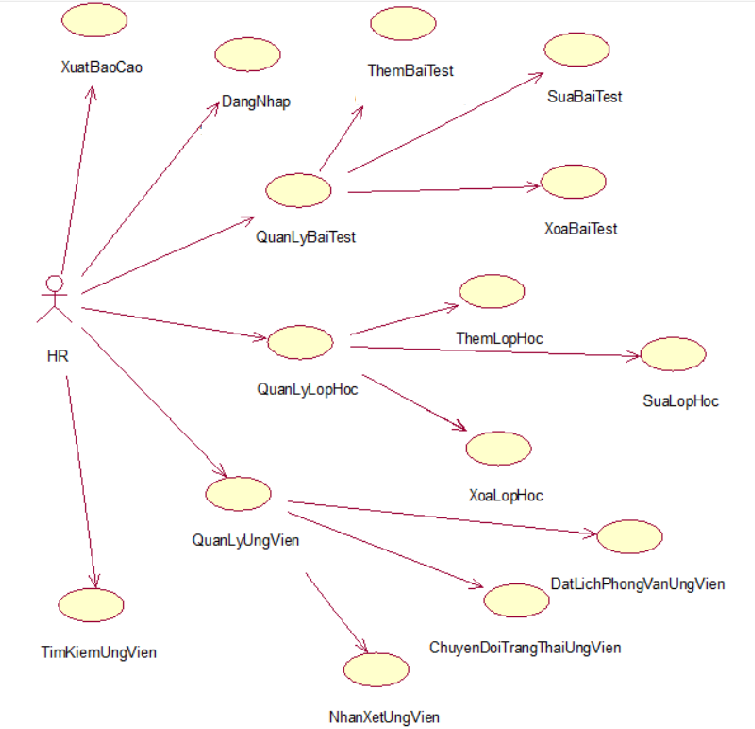 XuatBaoCao
ThemBaiTest
SuaBaiTest
DangNhap
QuanLyBaiTest
XoaBaiTest
HR
ThemLopHoc
QuanLyLopHoc
SuaLopHoc
XoaLopHoc
QuanLyUngVien
DatLichPhongVanUngVien
TimKiemUngVien
ChuyenDoiTrangThaiUngVien
NhanXetUngVien